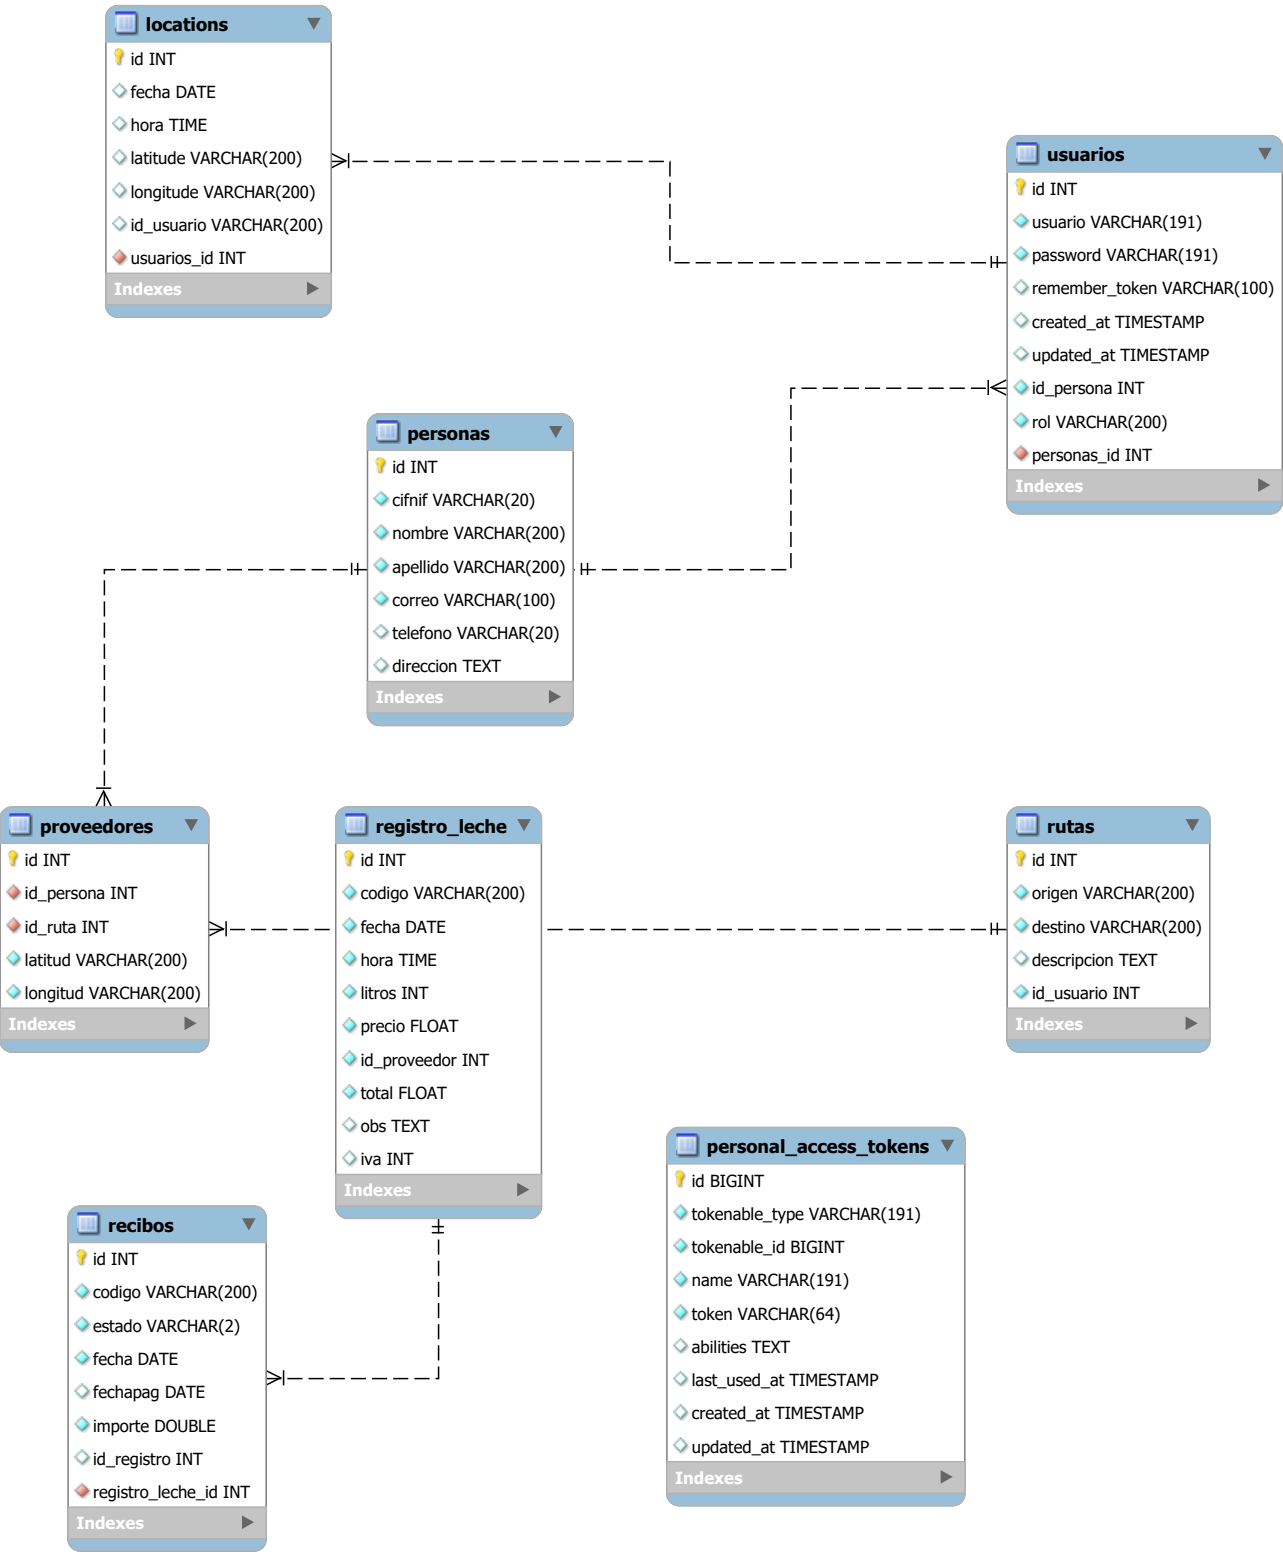 locations
id INT
fecha DATE
hora TIME
latitude VARCHAR(200)
longitude VARCHAR(200)
id_usuario VARCHAR(200)
usuarios_id INT
Indexes
usuarios
id INT
usuario VARCHAR(191)
password VARCHAR(191)
remember_token VARCHAR(100)
created_at TIMESTAMP
updated_at TIMESTAMP
id_persona INT
rol VARCHAR(200)
personas_id INT
Indexes
personas
id INT
cifnif VARCHAR(20)
nombre VARCHAR(200)
apellido VARCHAR(200)
correo VARCHAR(100)
telefono VARCHAR(20)
direccion TEXT
Indexes
proveedores
id INT
id_persona INT
id_ruta INT
latitud VARCHAR(200)
longitud VARCHAR(200)
Indexes
registro_leche
id INT
codigo VARCHAR(200)
fecha DATE
hora TIME
litros INT
precio FLOAT
id_proveedor INT
total FLOAT
obs TEXT
iva INT
Indexes
rutas
id INT
origen VARCHAR(200)
destino VARCHAR(200)
descripcion TEXT
id_usuario INT
Indexes
personal_access_tokens
id BIGINT
tokenable_type VARCHAR(191)
tokenable_id BIGINT
name VARCHAR(191)
token VARCHAR(64)
abilities TEXT
last_used_at TIMESTAMP
created_at TIMESTAMP
updated_at TIMESTAMP
Indexes
recibos
id INT
codigo VARCHAR(200)
estado VARCHAR(2)
fecha DATE
fechapag DATE
importe DOUBLE
id_registro INT
registro_leche_id INT
Indexes